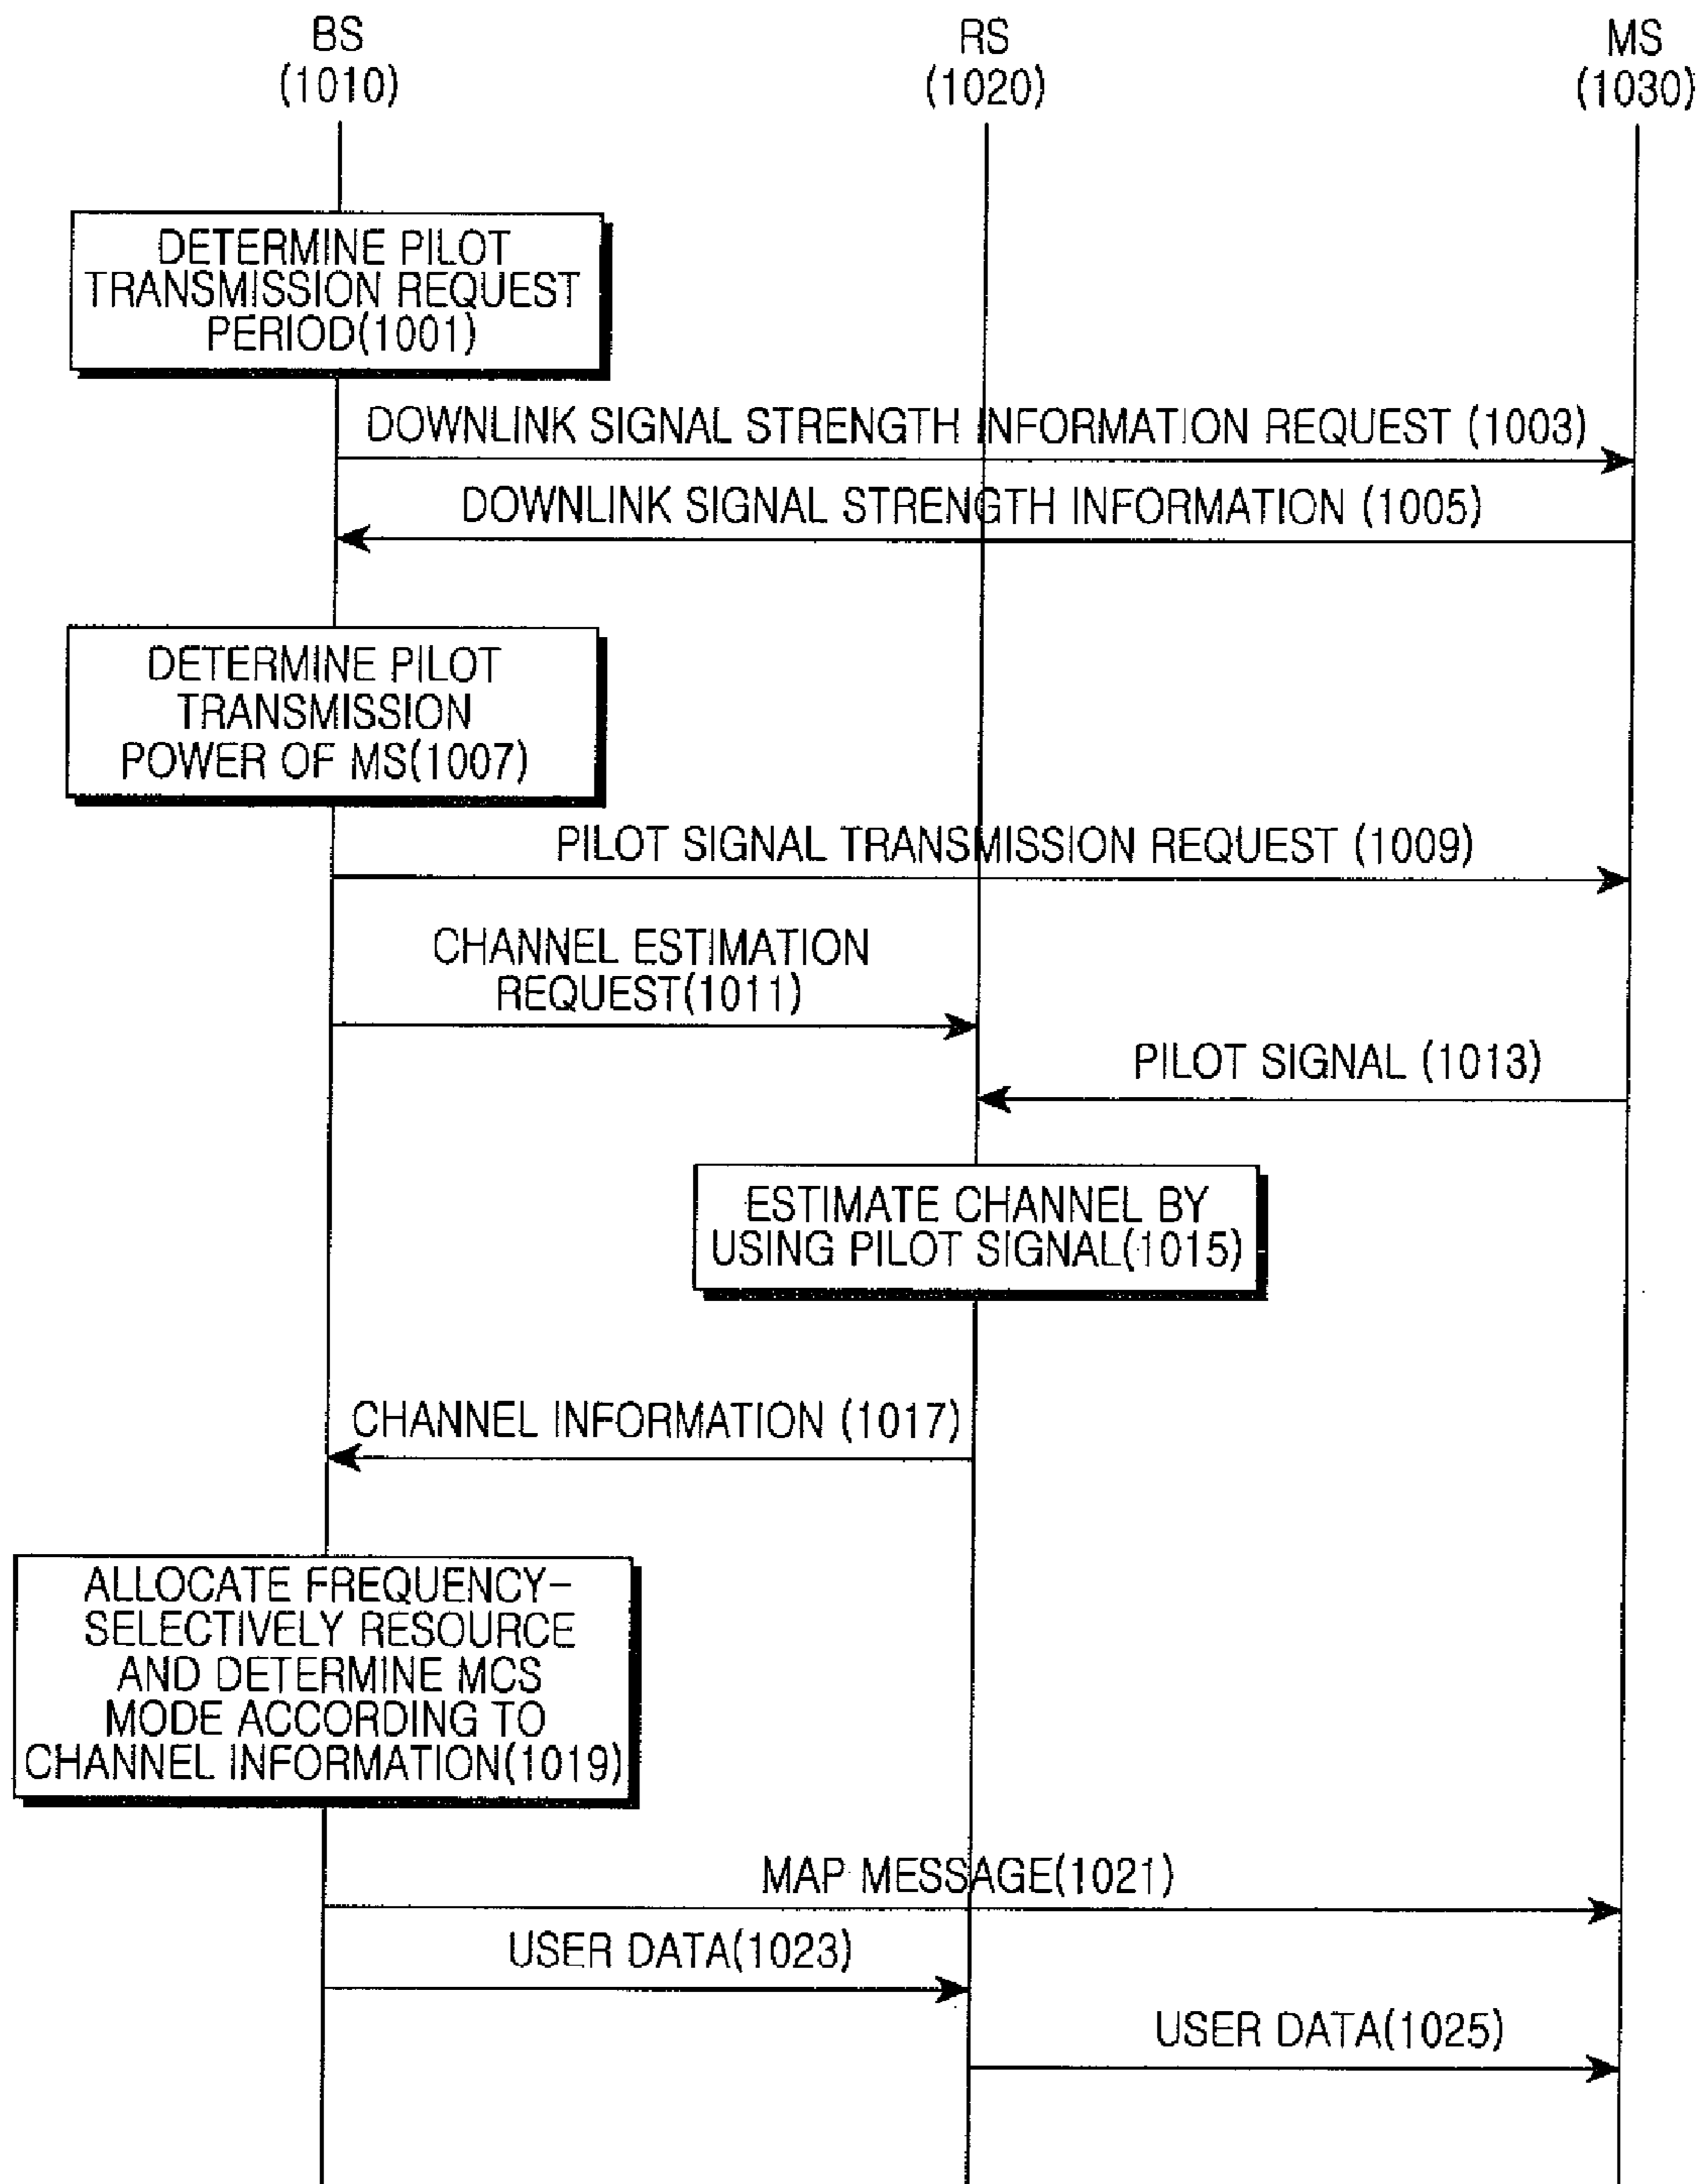 BS
(1010)
RS
(1020)
MS
(1030)
DETERMINE PILOT
TRANSMISSION REQUEST
PERIOD(1001)
DOWNLINK SIGNAL STRENGTH INFORMATION REQUEST (1003)
DOWNLINK SIGNAL STRENGTH INFORMATION (1005)
DETERMINE PILOT
TRANSMISSION
POWER OF MS(1007)
PILOT SIGNAL TRANSMISSION REQUEST (1009)
CHANNEL ESTIMATION
REQUEST(1011)
PILOT SIGNAL (1013)
ESTIMATE CHANNEL BY
USING PILOT SIGNAL(1015)
CHANNEL INFORMATION (1017)
ALLOCATE FREQUENCY-
SELECTIVELY RESOURCE
AND DETERMINE MCS
MODE ACCORDING TO
CHANNEL INFORMATION(1019)
MAP MESSAGE(1021)
USER DATA(1023)
USER DATA(1025)